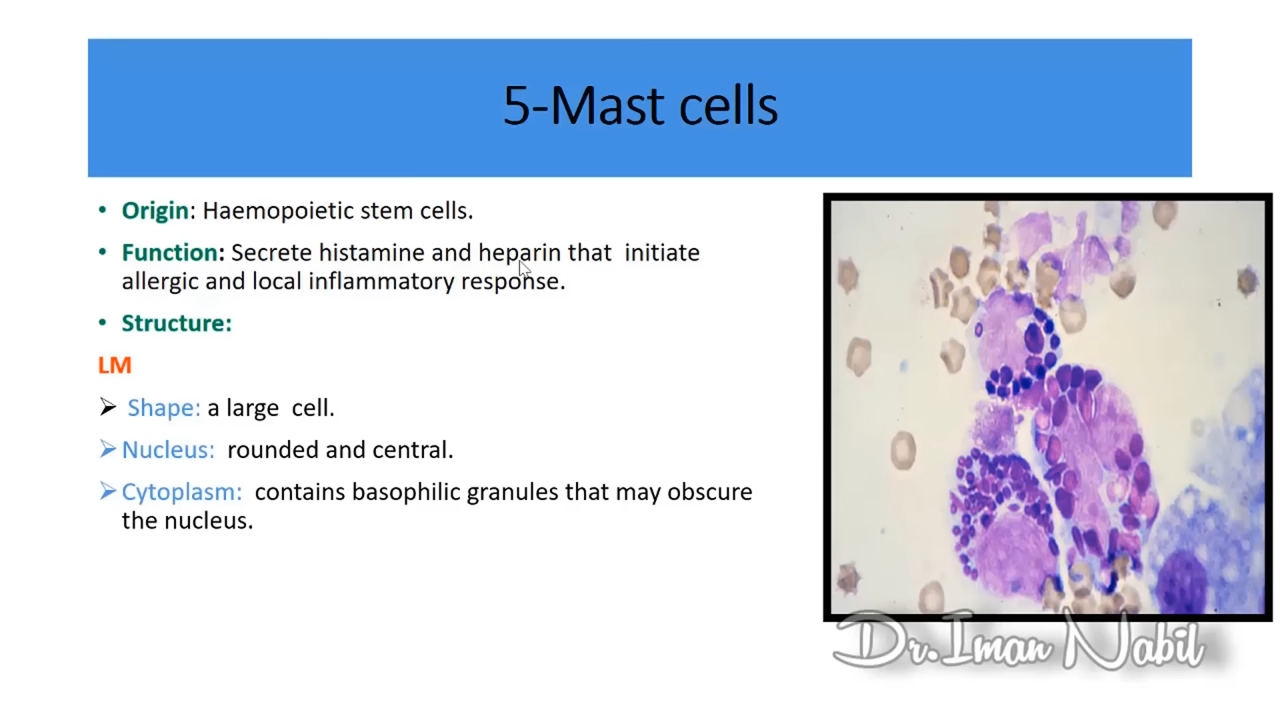 5-Mast cells
• Origin: Haemopoietic stem cells.
• Function: Secrete histamine and heparin that initiate
allergic and local inflammatory response.
• Structure:
LM
➢ Shape: a large cell.
➢ Nucleus: rounded and central.
➢ Cytoplasm: contains basophilic granules that may obscure
the nucleus.
Dr.Iman Nabil